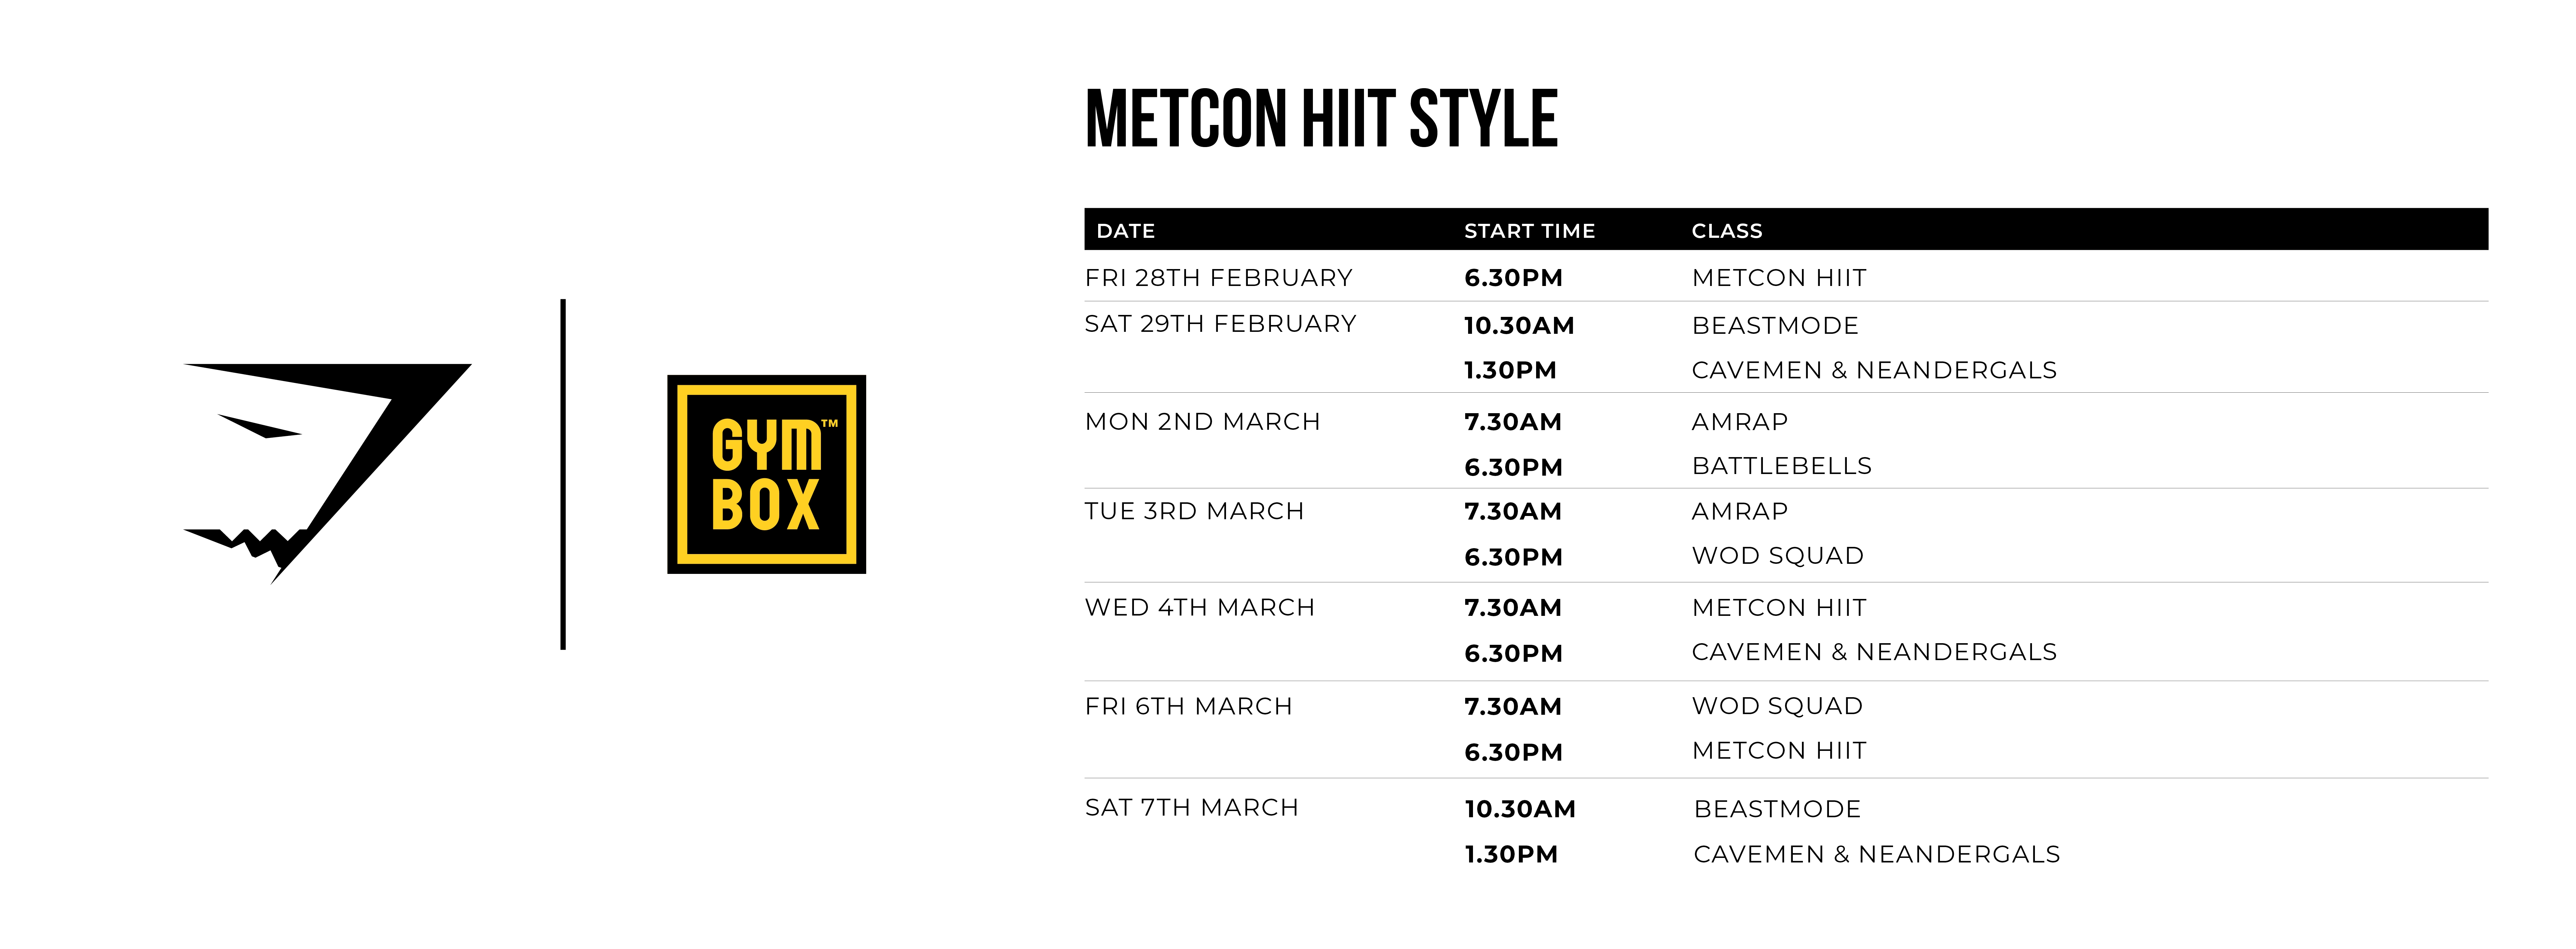 GYM™
BOX
METCON HIIT STYLE
DATE START TIME CLASS
FRI 28TH FEBRUARY 6.30PM METCON HIIT
SAT 29TH FEBRUARY 10.30AM BEASTMODE
1.30PM CAVEMEN & NEANDERGALS
MON 2ND MARCH 7.30AM AMRAP
6.30PM BATTLEBELLS
TUE 3RD MARCH 7.30AM AMRAP
6.30PM WOD SQUAD
WED 4TH MARCH 7.30AM METCON HIIT
6.30PM CAVEMEN & NEANDERGALS
FRI 6TH MARCH 7.30AM WOD SQUAD
6.30PM METCON HIIT
SAT 7TH MARCH 10.30AM BEASTMODE
1.30PM CAVEMEN & NEANDERGALS